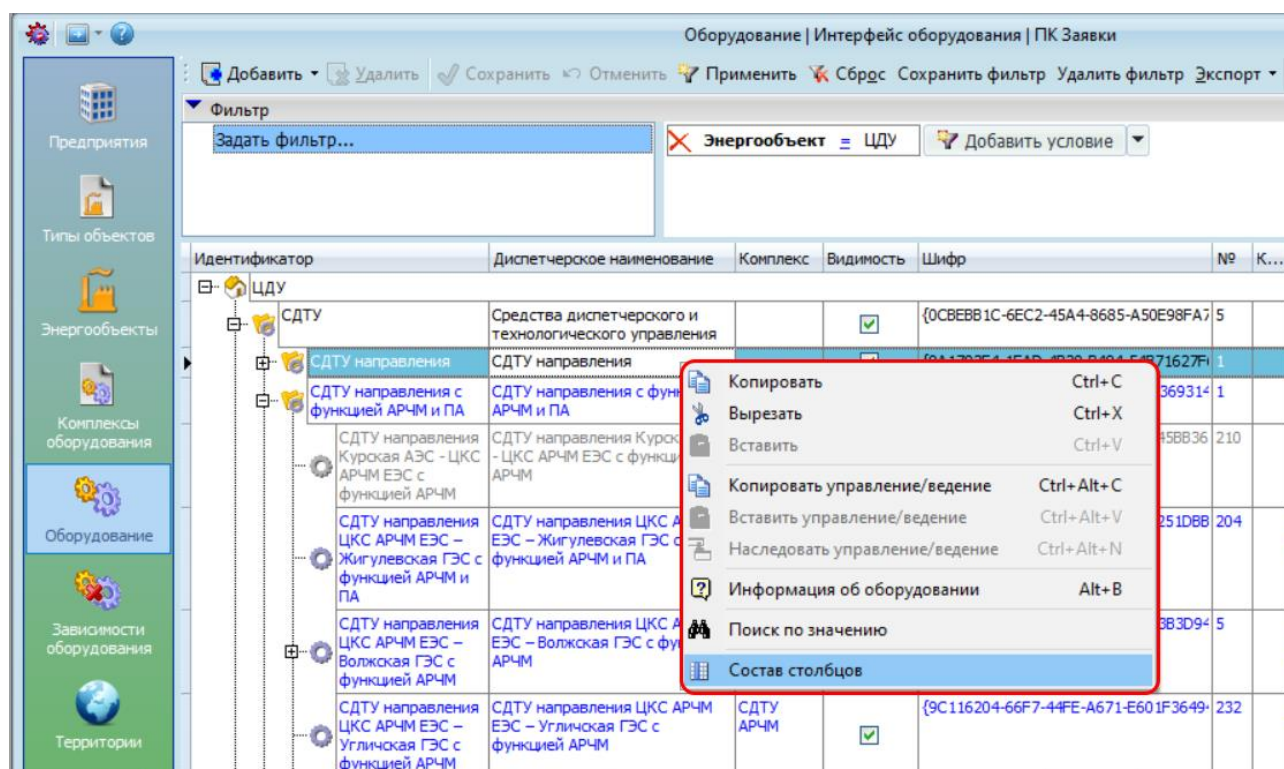 Оборудование | Интерфейс оборудования | ПК Заявки
Добавить Удалить Сохранить Отменить Применить Сброс Сохранить фильтр Удалить фильтр Экспорт
Фильтр
Задать фильтр...
Энергообъект = ЦДУ Добавить условие
Предприятия
Типы объектов
Энергообъекты
Комплексы
оборудования
Оборудование
Зависимости
оборудования
Территории
Идентификатор Диспетчерское наименование Комплекс Видимость Шифр № К...
ЦДУ
СДТУ
Средства диспетчерского и
технологического управления
{0CBEBB1C-6EC2-45A4-8685-A50E98FA7 5
СДТУ направления СДТУ направления 1
СДТУ направления с
функцией АРЧМ и ПА
СДТУ направления с
АРЧМ и ПА
369314 1
СДТУ направления
Курская АЭС - ЦКС
АРЧМ ЕЭС с
функцией АРЧМ
СДТУ направления
- ЦКС АРЧМ ЕЭС с
АРЧМ
45BB36 210
СДТУ направления
ЦКС АРЧМ ЕЭС –
Жигулевская ГЭС с
функцией АРЧМ и
ПА
СДТУ направления ЦКС
ЕЭС – Жигулевская ГЭС с
функцией АРЧМ и ПА
251DBB 204
СДТУ направления
ЦКС АРЧМ ЕЭС –
Волжская ГЭС с
функцией АРЧМ
СДТУ направления ЦКС
ЕЭС – Волжская ГЭС с
АРЧМ
3B3D94 5
СДТУ направления
ЦКС АРЧМ ЕЭС –
Угличская ГЭС с
функцией АРЧМ
СДТУ направления ЦКС АРЧМ
ЕЭС – Угличская ГЭС с
функцией АРЧМ
СДТУ
АРЧМ
{9C116204-66F7-44FE-A671-E601F3649- 232
Копировать Ctrl+C
Вырезать Ctrl+X
Вставить Ctrl+V
Копировать управление/ведение Ctrl+Alt+C
Вставить управление/ведение Ctrl+Alt+V
Наследовать управление/ведение Ctrl+Alt+N
Информация об оборудовании Alt+B
Поиск по значению
Состав столбцов